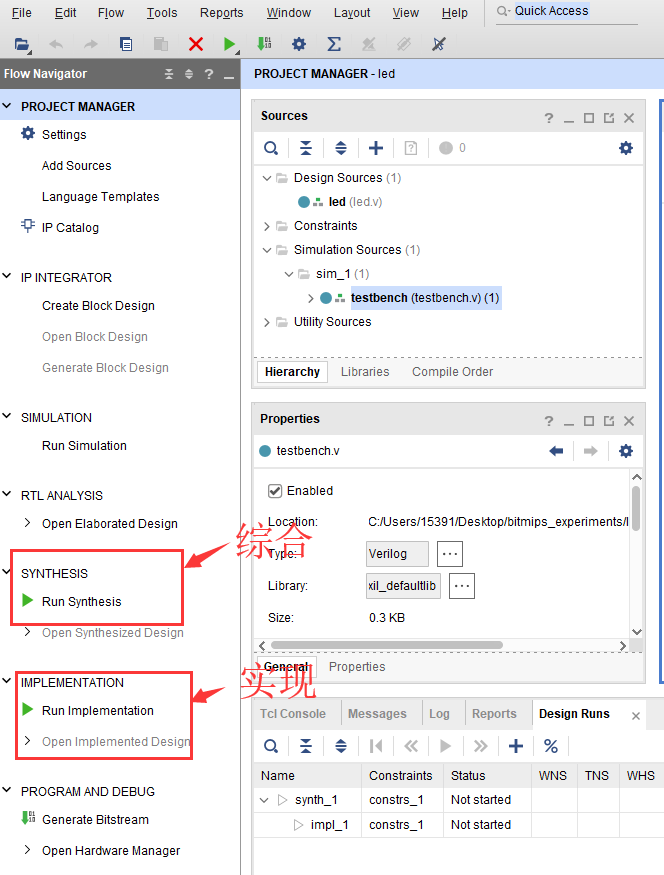 File Edit Flow Tools Reports Window Layout View Help Quick Access
Flow Navigator
PROJECT MANAGER
Settings
Add Sources
Language Templates
IP Catalog
IP INTEGRATOR
Create Block Design
Open Block Design
Generate Block Design
SIMULATION
Run Simulation
RTL ANALYSIS
Open Elaborated Design
SYNTHESIS
综合
Run Synthesis
Open Synthesized Design
IMPLEMENTATION
实现
Run Implementation
Open Implemented Design
PROGRAM AND DEBUG
Generate Bitstream
Open Hardware Manager
PROJECT MANAGER - led
Sources
0
Design Sources (1)
led (led.v)
Constraints
Simulation Sources (1)
sim_1 (1)
testbench (testbench.v) (1)
Utility Sources
Hierarchy Libraries Compile Order
Properties
testbench.v
Enabled
Location: C:/Users/15391/Desktop/bitmips_experiments/
Type: Verilog ...
Library: xil_defaultlib ...
Size: 0.3 KB
General Properties
Tcl Console Messages Log Reports Design Runs
Name Constraints Status WNS TNS WHS
synth_1 constrs_1 Not started
impl_1 constrs_1 Not started